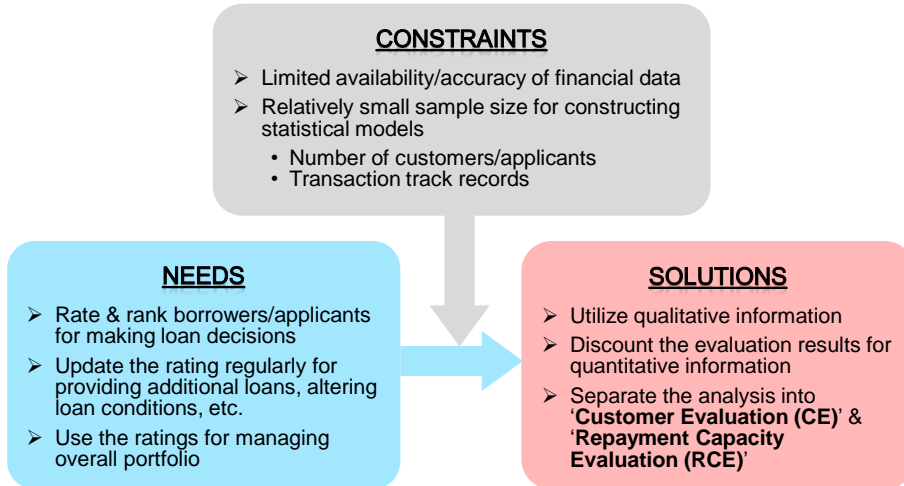 CONSTRAINTS
➢ Limited availability/accuracy of financial data
➢ Relatively small sample size for constructing
statistical models
• Number of customers/applicants
• Transaction track records
NEEDS
➢ Rate & rank borrowers/applicants
for making loan decisions
➢ Update the rating regularly for
providing additional loans, altering
loan conditions, etc.
➢ Use the ratings for managing
overall portfolio
SOLUTIONS
➢ Utilize qualitative information
➢ Discount the evaluation results for
quantitative information
➢ Separate the analysis into
‘Customer Evaluation (CE)’ &
‘Repayment Capacity
Evaluation (RCE)’